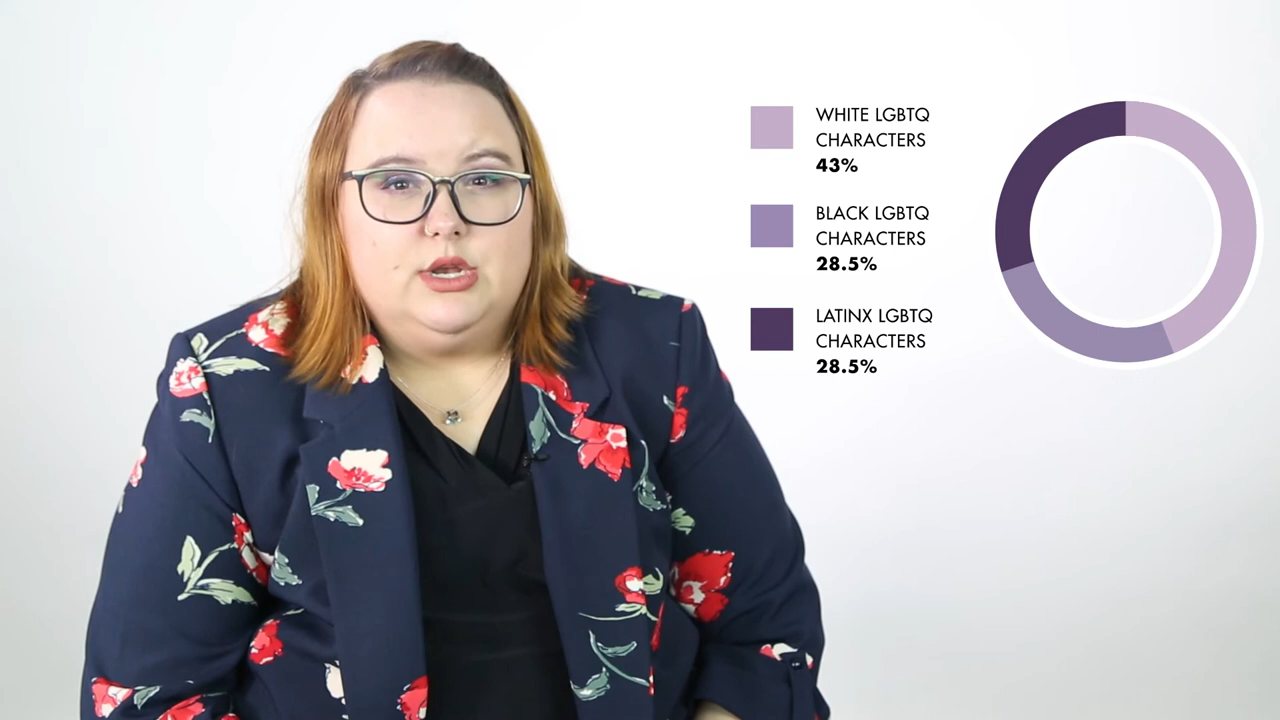 WHITE LGBTQ
CHARACTERS
43%
BLACK LGBTQ
CHARACTERS
28.5%
LATINX LGBTQ
CHARACTERS
28.5%